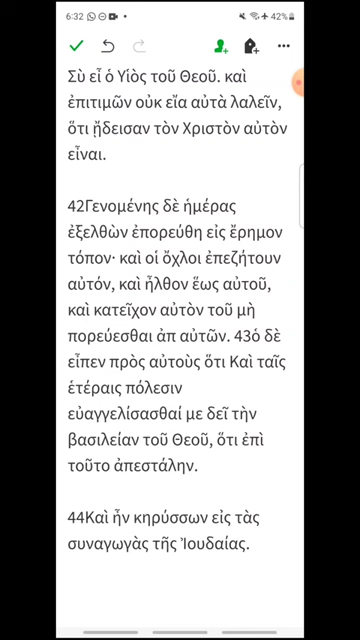 6:32
42%
Σὺ εἶ ὁ Υἱὸς τοῦ Θεοῦ. καὶ
ἐπιτιμῶν οὐκ εἴα αὐτὰ λαλεῖν,
ὅτι ᾔδεισαν τὸν Χριστὸν αὐτὸν
εἶναι.
42Γενομένης δὲ ἡμέρας
ἐξελθὼν ἐπορεύθη εἰς ἔρημον
τόπον· καὶ οἱ ὄχλοι ἐπεζήτουν
αὐτόν, καὶ ἦλθον ἕως αὐτοῦ,
καὶ κατεῖχον αὐτὸν τοῦ μὴ
πορεύεσθαι ἀπ αὐτῶν. 43ὁ δὲ
εἶπεν πρὸς αὐτοὺς ὅτι Καὶ ταῖς
ἑτέραις πόλεσιν
εὐαγγελίσασθαί με δεῖ τὴν
βασιλείαν τοῦ Θεοῦ, ὅτι ἐπὶ
τοῦτο ἀπεστάλην.
44Καὶ ἦν κηρύσσων εἰς τὰς
συναγωγὰς τῆς Ἰουδαίας.